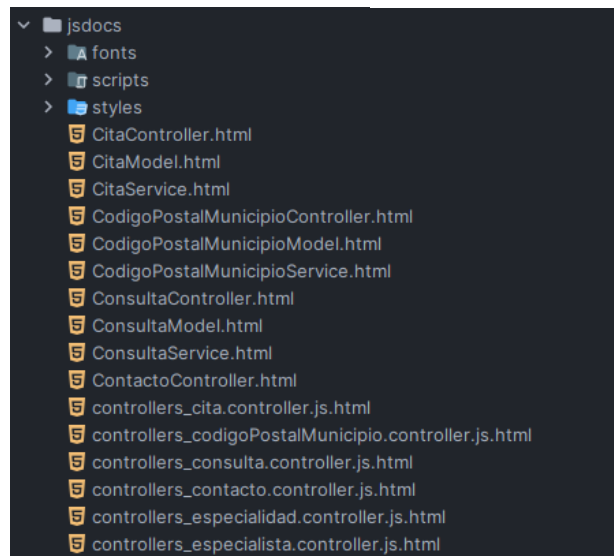 jsdocs
fonts
scripts
styles
CitaController.html
CitaModel.html
CitaService.html
CodigoPostalMunicipioController.html
CodigoPostalMunicipioModel.html
CodigoPostalMunicipioService.html
ConsultaController.html
ConsultaModel.html
ConsultaService.html
ContactoController.html
controllers_cita.controller.js.html
controllers_codigoPostalMunicipio.controller.js.html
controllers_consulta.controller.js.html
controllers_contacto.controller.js.html
controllers_especialidad.controller.js.html
controllers_especialista.controller.js.html